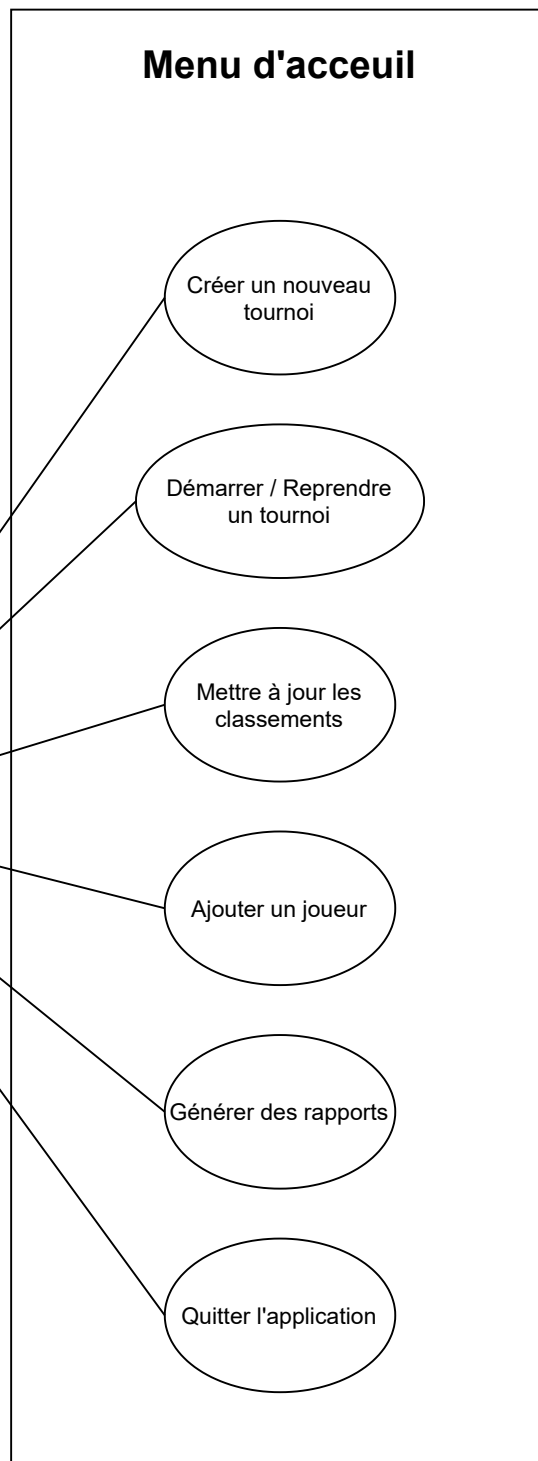 Menu d'acceuil
Créer un nouveau
tournoi
Démarrer / Reprendre
un tournoi
Mettre à jour les
classements
Ajouter un joueur
Générer des rapports
Quitter l'application